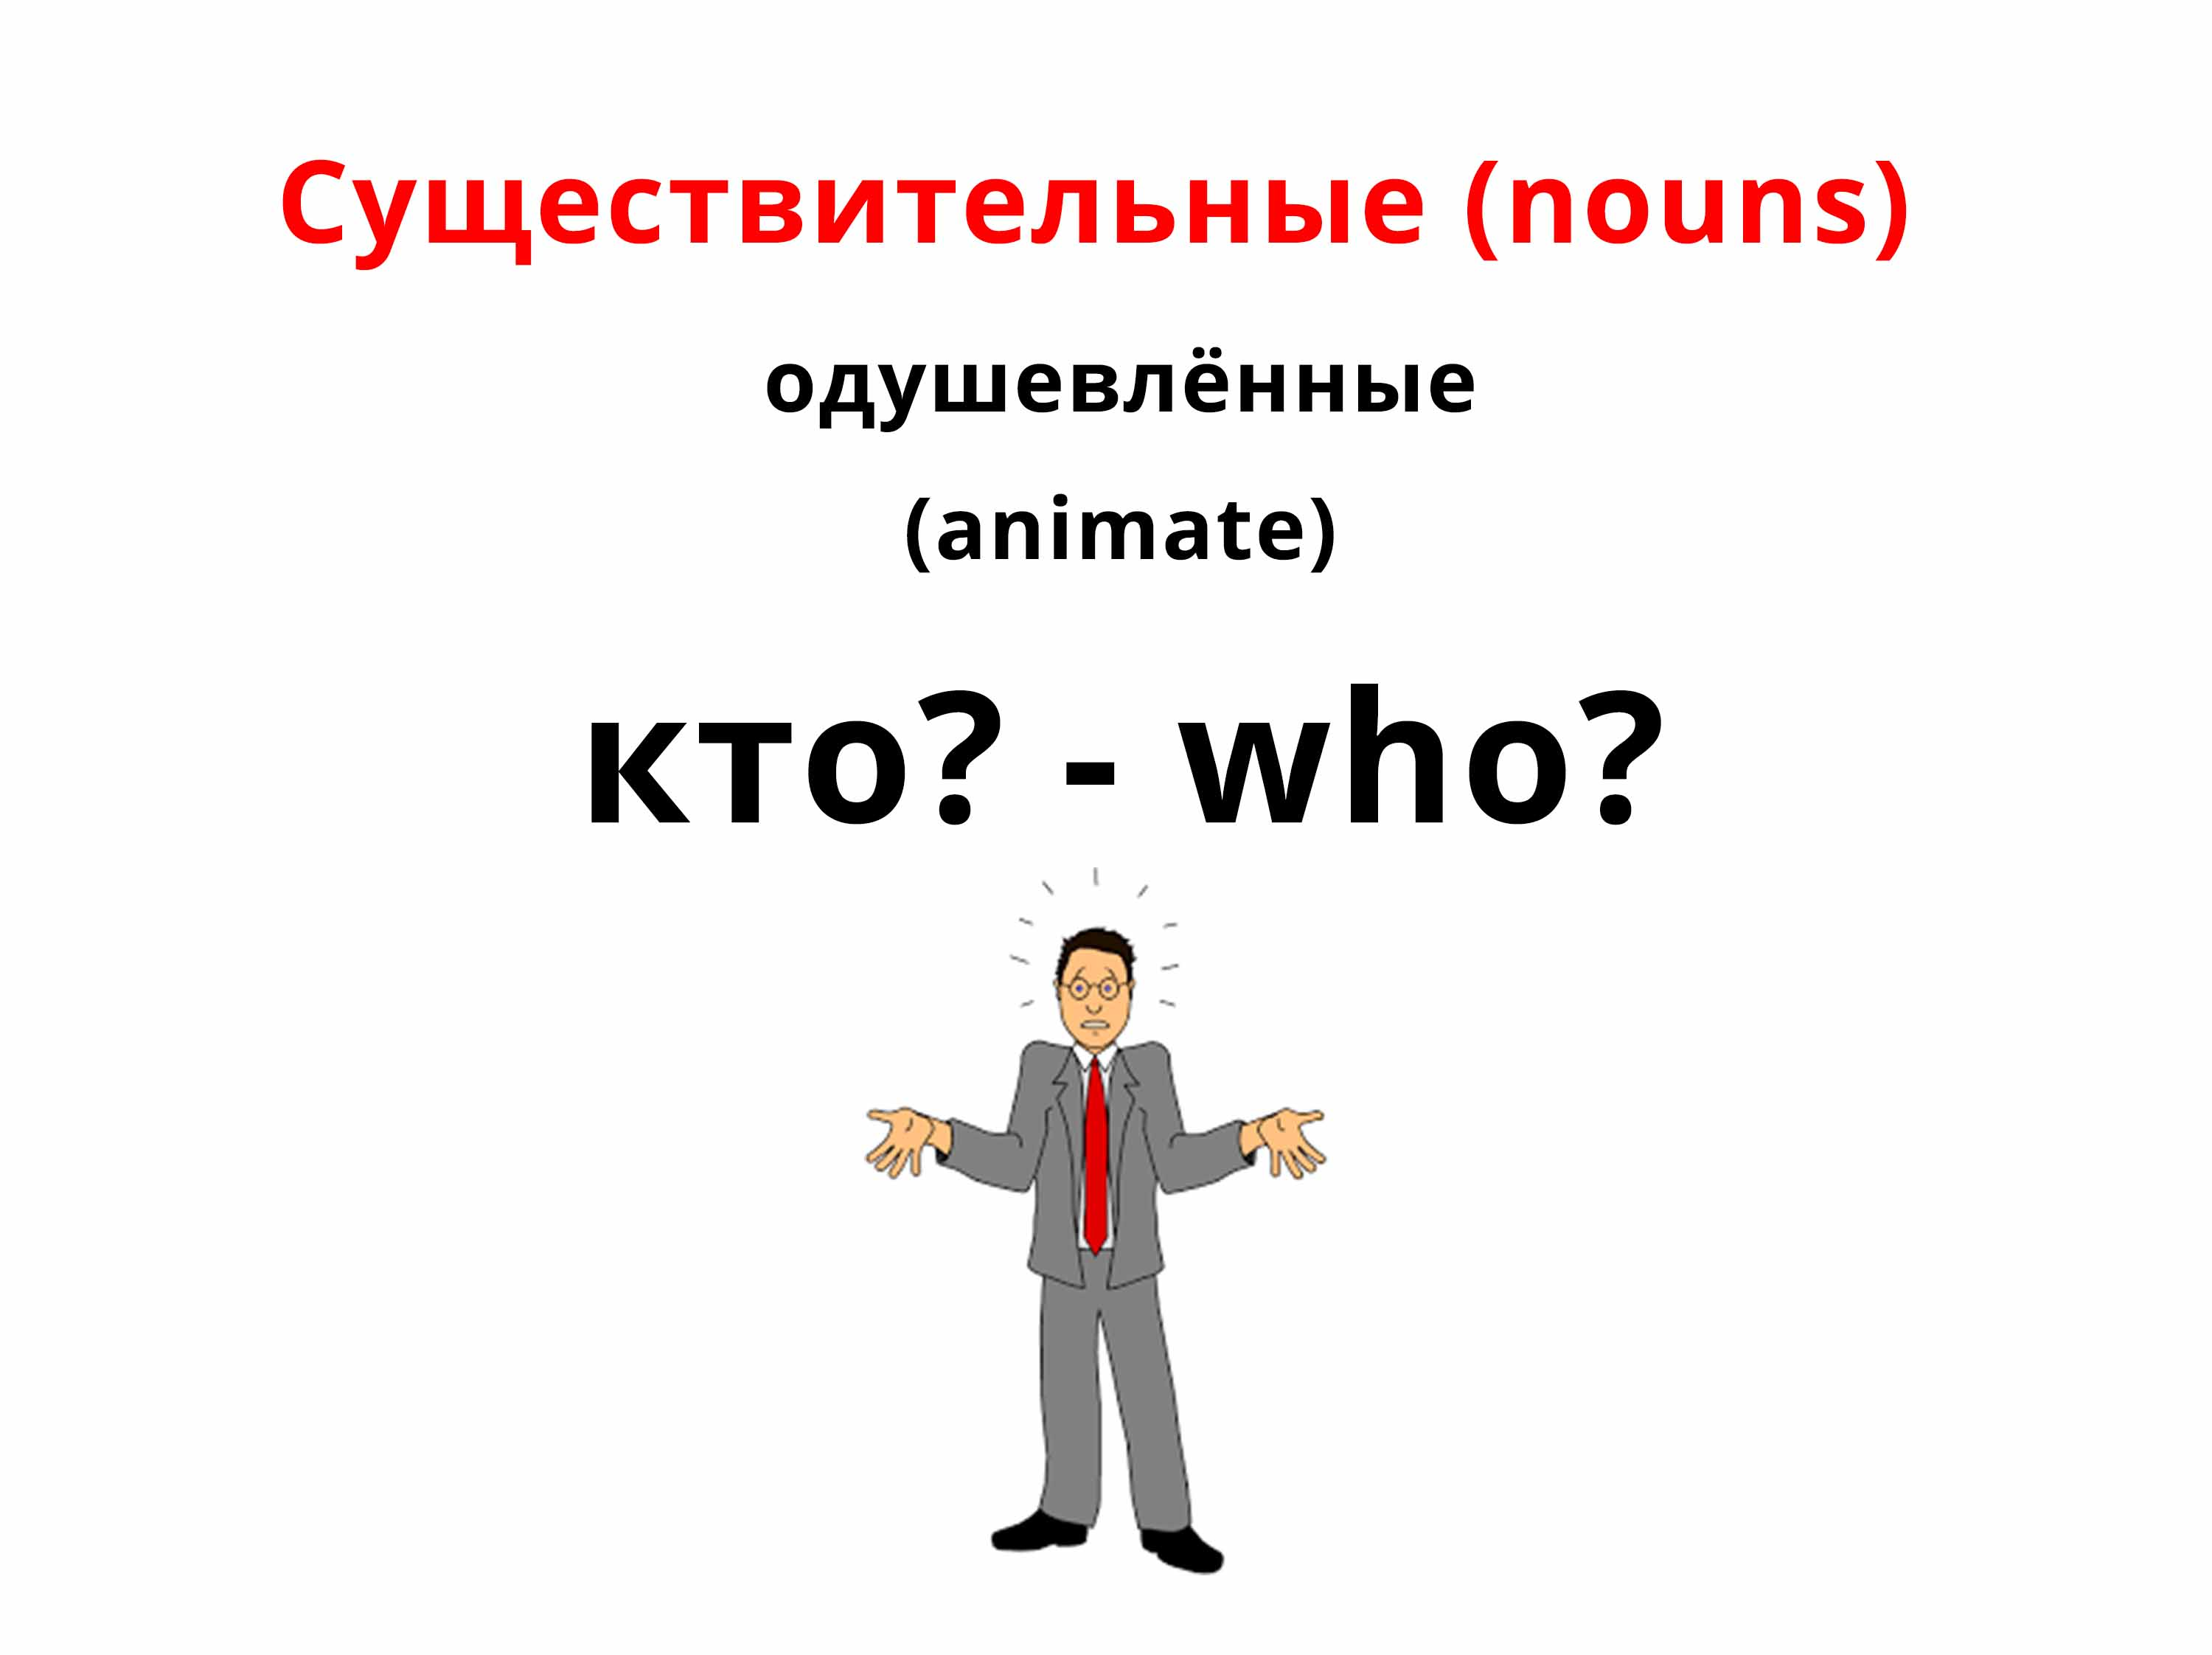 Существительные (nouns)
одушевлённые
(animate)
кто? - who?